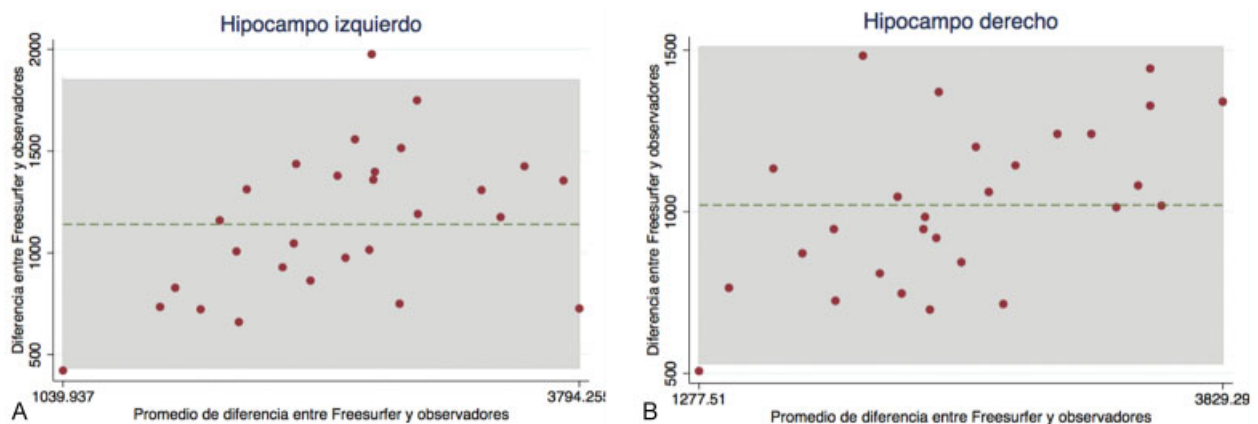 Hipocampo izquierdo
Diferencia entre Freesurfer y observadores
2000
1500
1000
500
1039.937
3794.255
Promedio de diferencia entre Freesurfer y observadores
A
Hipocampo derecho
Diferencia entre Freesurfer y observadores
1500
1000
500
1277.51
3829.29
Promedio de diferencia entre Freesurfer y observadores
B